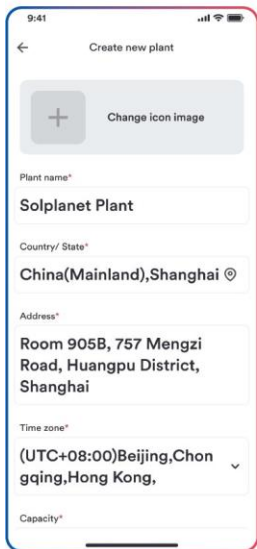 9:41
Create new plant
Change icon image
Plant name*
Solplanet Plant
Country/ State*
China(Mainland),Shanghai
Address*
Room 905B, 757 Mengzi
Road, Huangpu District,
Shanghai
Time zone*
(UTC+08:00)Beijing,Chon
gqing,Hong Kong,
Capacity*